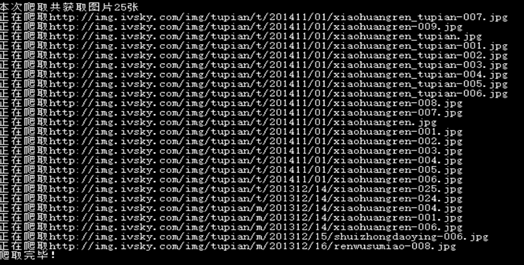 本次爬取共获取图片25张
正在爬取http://img.ivsky.com/img/tupian/t/201411/01/xiaohuangren_tupian-007.jpg
正在爬取http://img.ivsky.com/img/tupian/t/201411/01/xiaohuangren-009.jpg
正在爬取http://img.ivsky.com/img/tupian/t/201411/01/xiaohuangren_tupian.jpg
正在爬取http://img.ivsky.com/img/tupian/t/201411/01/xiaohuangren_tupian-001.jpg
正在爬取http://img.ivsky.com/img/tupian/t/201411/01/xiaohuangren_tupian-002.jpg
正在爬取http://img.ivsky.com/img/tupian/t/201411/01/xiaohuangren_tupian-003.jpg
正在爬取http://img.ivsky.com/img/tupian/t/201411/01/xiaohuangren_tupian-004.jpg
正在爬取http://img.ivsky.com/img/tupian/t/201411/01/xiaohuangren_tupian-005.jpg
正在爬取http://img.ivsky.com/img/tupian/t/201411/01/xiaohuangren_tupian-006.jpg
正在爬取http://img.ivsky.com/img/tupian/t/201411/01/xiaohuangren-008.jpg
正在爬取http://img.ivsky.com/img/tupian/t/201411/01/xiaohuangren-007.jpg
正在爬取http://img.ivsky.com/img/tupian/t/201411/01/xiaohuangren.jpg
正在爬取http://img.ivsky.com/img/tupian/t/201411/01/xiaohuangren-001.jpg
正在爬取http://img.ivsky.com/img/tupian/t/201411/01/xiaohuangren-002.jpg
正在爬取http://img.ivsky.com/img/tupian/t/201411/01/xiaohuangren-003.jpg
正在爬取http://img.ivsky.com/img/tupian/t/201411/01/xiaohuangren-004.jpg
正在爬取http://img.ivsky.com/img/tupian/t/201411/01/xiaohuangren-005.jpg
正在爬取http://img.ivsky.com/img/tupian/t/201411/01/xiaohuangren-006.jpg
正在爬取http://img.ivsky.com/img/tupian/t/201312/14/xiaohuangren-025.jpg
正在爬取http://img.ivsky.com/img/tupian/t/201312/14/xiaohuangren-024.jpg
正在爬取http://img.ivsky.com/img/tupian/m/201312/14/xiaohuangren-004.jpg
正在爬取http://img.ivsky.com/img/tupian/m/201312/14/xiaohuangren-001.jpg
正在爬取http://img.ivsky.com/img/tupian/m/201312/14/xiaohuangren-006.jpg
正在爬取http://img.ivsky.com/img/tupian/m/201312/15/shuizhongdaoying-006.jpg
正在爬取http://img.ivsky.com/img/tupian/m/201312/16/renwusumiao-008.jpg
爬取完毕!